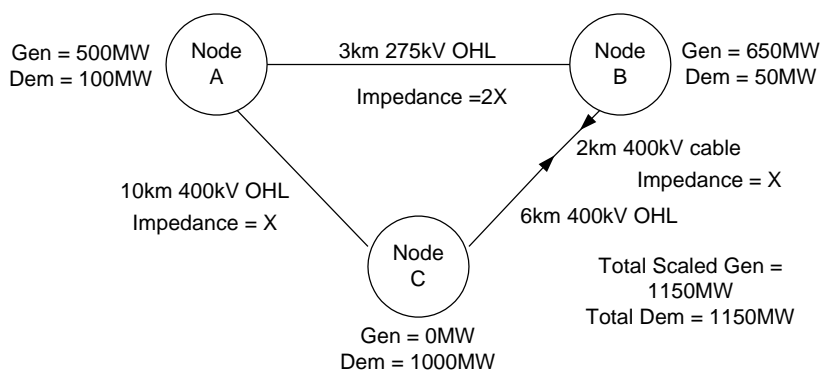 Gen = 500MW
Dem = 100MW
Node
A
3km 275kV OHL
Impedance =2X
Node
B
Gen = 650MW
Dem = 50MW
2km 400kV cable
Impedance = X
10km 400kV OHL
Impedance = X
6km 400kV OHL
Node
C
Gen = 0MW
Dem = 1000MW
Total Scaled Gen =
1150MW
Total Dem = 1150MW